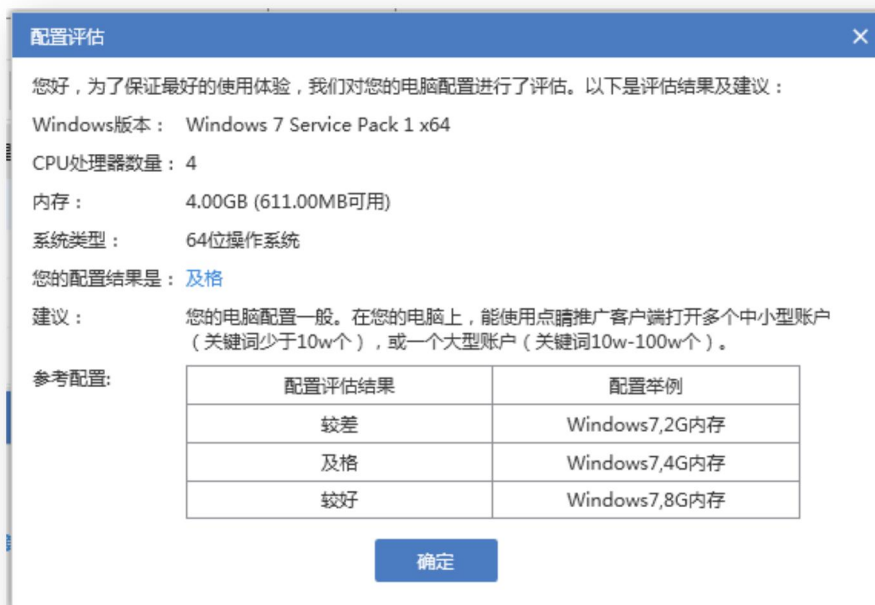 配置评估
您好，为了保证最好的使用体验，我们对您的电脑配置进行了评估。以下是评估结果及建议：
Windows版本： Windows 7 Service Pack 1 x64
CPU处理器数量：4
内存： 4.00GB (611.00MB可用)
系统类型： 64位操作系统
您的配置结果是： 及格
建议： 您的电脑配置一般。在您的电脑上，能使用点睛推广客户端打开多个中小型账户
（关键词少于10w个），或一个大型账户（关键词10w-100w个）。
参考配置: 配置评估结果 配置举例
较差 Windows7,2G内存
及格 Windows7,4G内存
较好 Windows7,8G内存
确定